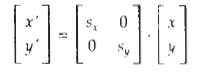 [x′ y′] = [s_x 0 0 s_y] · [x y]